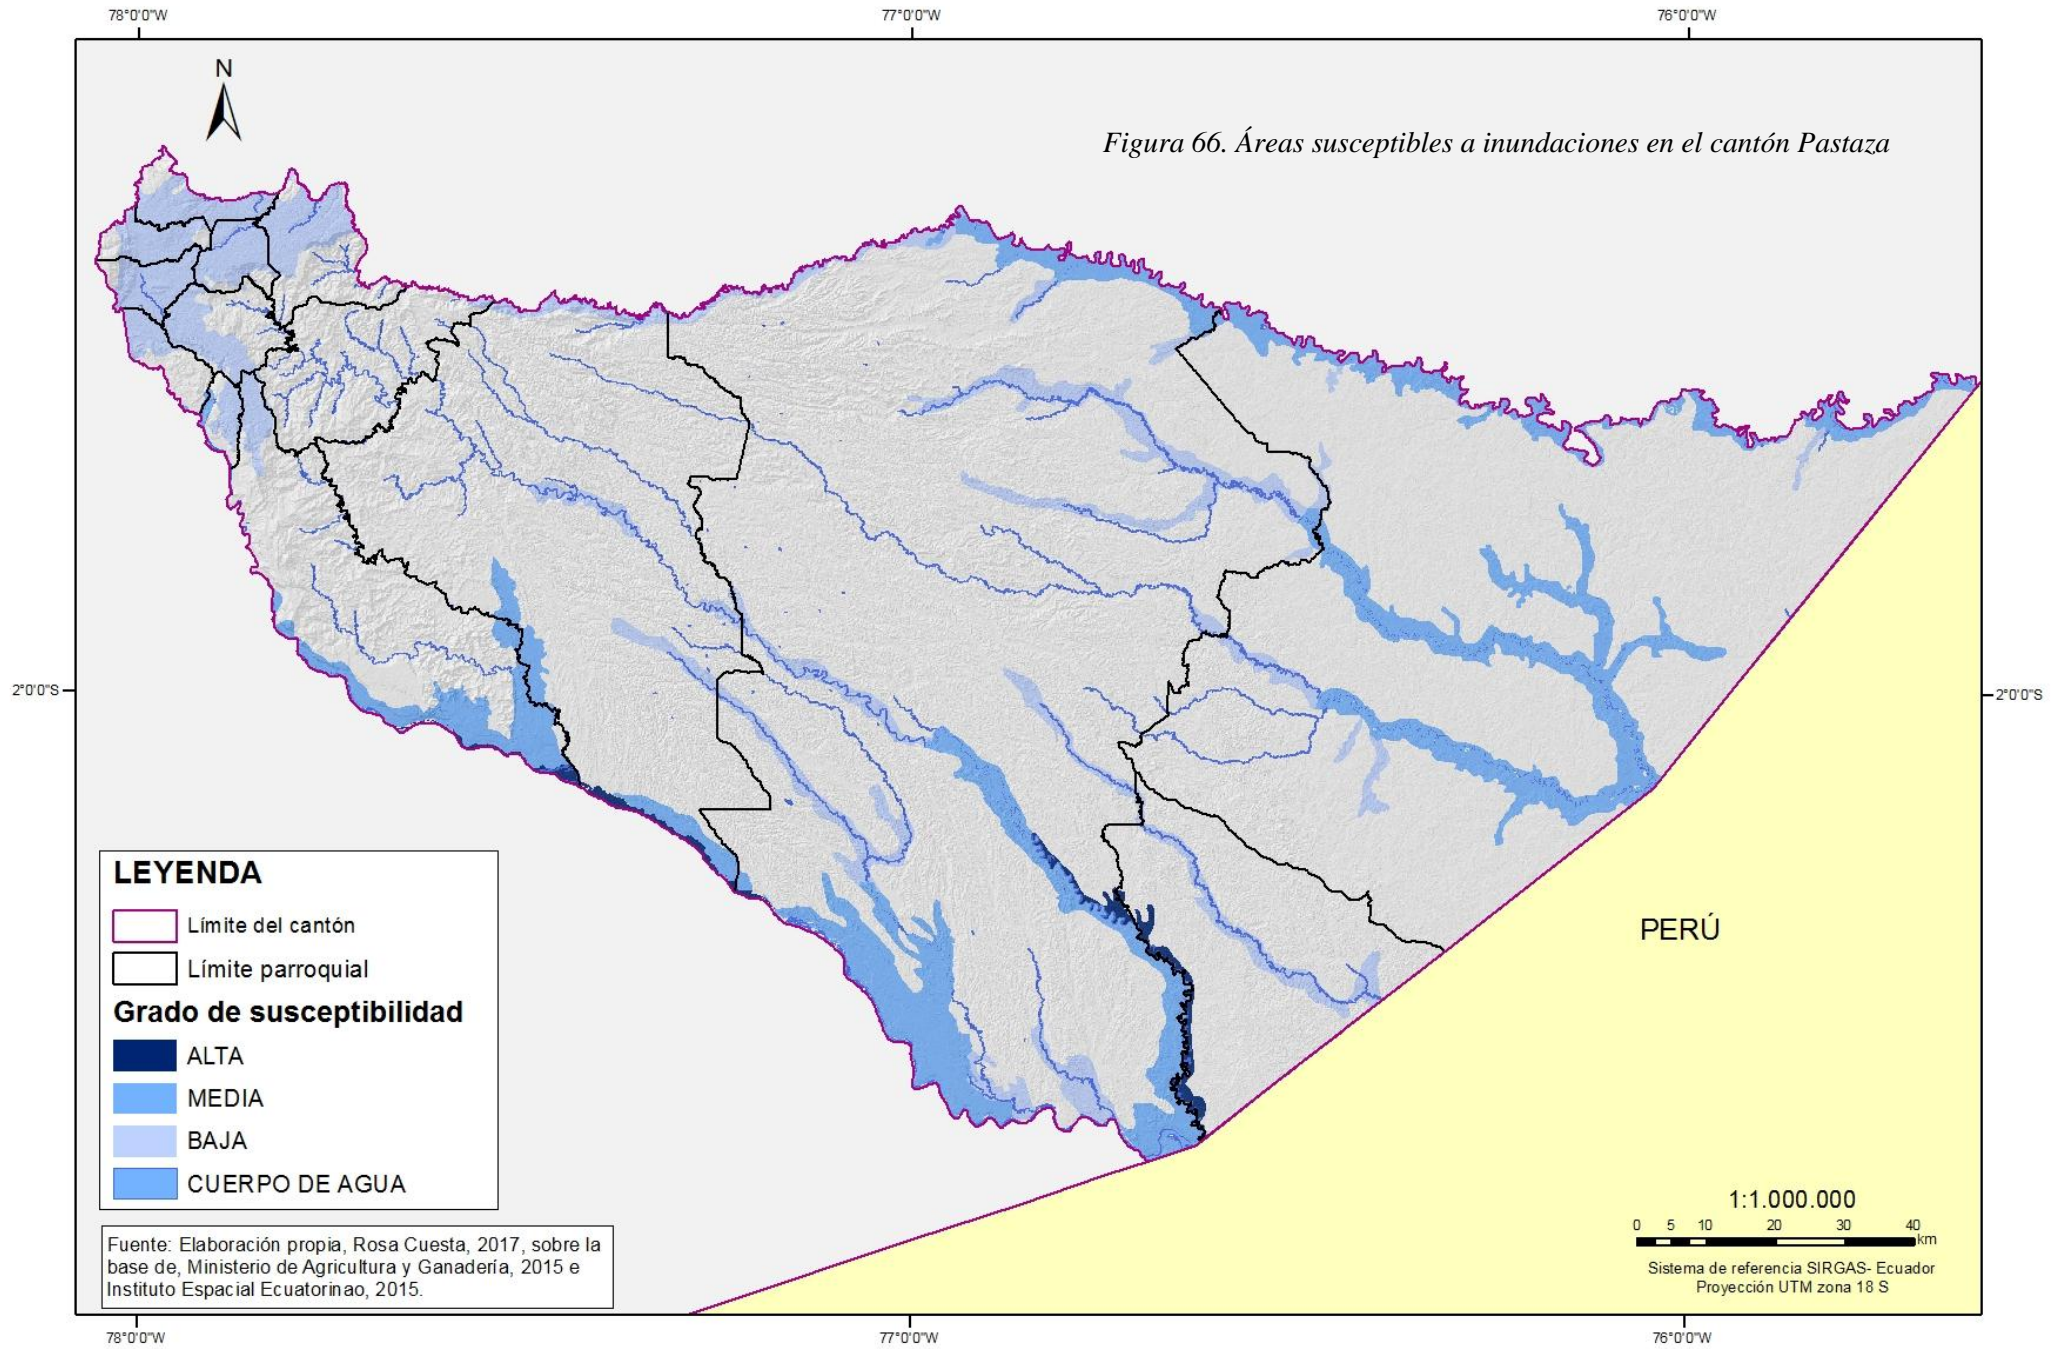 78°0'0"W
77°0'0"W
76°0'0"W
N
Figura 66. Áreas susceptibles a inundaciones en el cantón Pastaza
2°0'0"S
2°0'0"S
PERÚ
LEYENDA
Límite del cantón
Límite parroquial
Grado de susceptibilidad
ALTA
MEDIA
BAJA
CUERPO DE AGUA
Fuente: Elaboración propia, Rosa Cuesta, 2017, sobre la
base de, Ministerio de Agricultura y Ganadería, 2015 e
Instituto Espacial Ecuatorinao, 2015.
1:1.000.000
0 5 10 20 30 40
km
Sistema de referencia SIRGAS- Ecuador
Proyección UTM zona 18 S
78°0'0"W
77°0'0"W
76°0'0"W